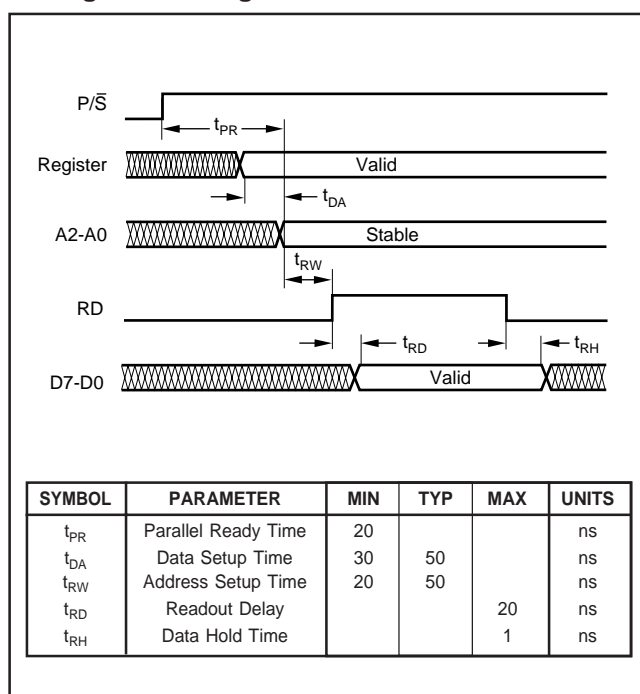 P/S̅
t_PR
Register Valid
t_DA
A2-A0 Stable
t_RW
RD
t_RD t_RH
D7-D0 Valid
SYMBOL PARAMETER MIN TYP MAX UNITS
t_PR Parallel Ready Time 20 ns
t_DA Data Setup Time 30 50 ns
t_RW Address Setup Time 20 50 ns
t_RD Readout Delay 20 ns
t_RH Data Hold Time 1 ns